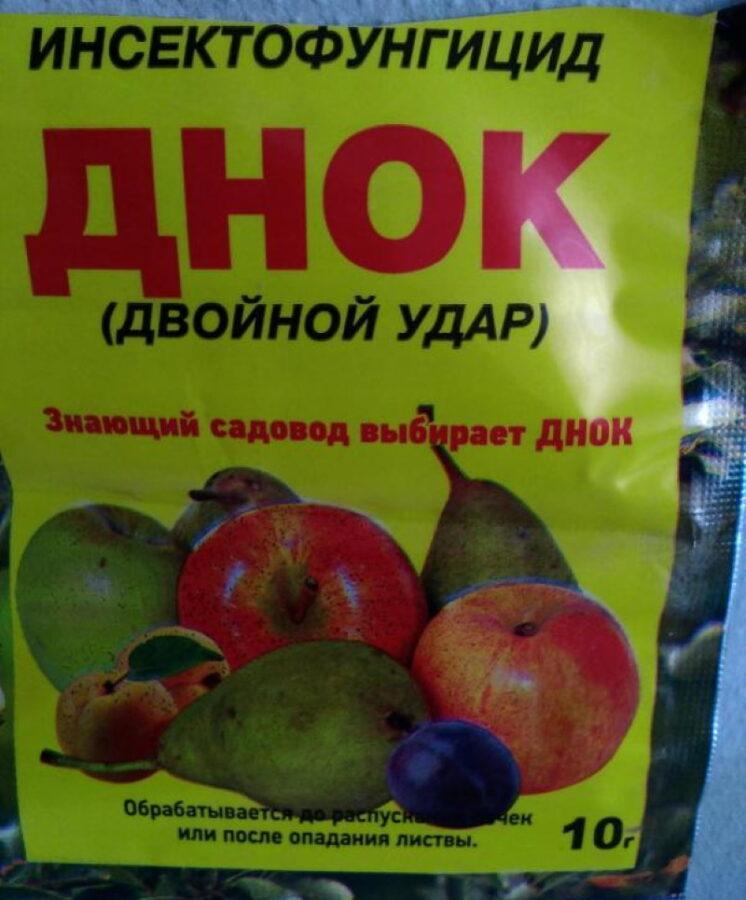 ИНСЕКТОФУНГИЦИД
ДНОК
(ДВОЙНОЙ УДАР)
Знающий садовод выбирает ДНОК
Обрабатывается до
или после опадания листвы.
10г